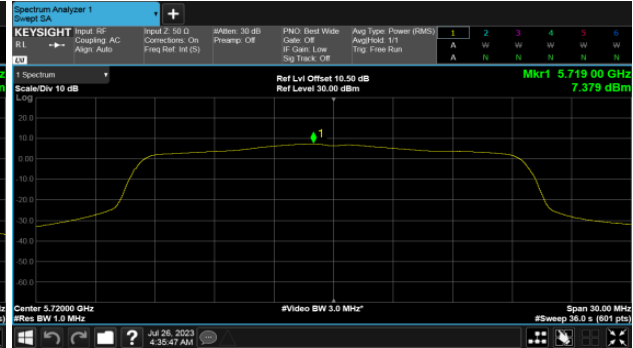 Spectrum Analyzer 1
Swept SA
+
KEYSIGHT Input: RF Input Z: 50 Ω #Atten: 30 dB PNO: Best Wide Avg Type: Power (RMS) 1 2 3 4 5 6
RL Coupling: AC Corrections: On Preamp: Off Gate: Off Avg|Hold: 1/1 A W W W W W
Align: Auto Freq Ref: Int (S) IF Gain: Low Trig: Free Run
Sig Track: Off A N N N N N
LXI
1 Spectrum Ref Lvl Offset 10.50 dB Mkr1 5.719 00 GHz
Scale/Div 10 dB Ref Level 30.00 dBm 7.379 dBm
Log
20.0
1
10.0
0.00
-10.0
-20.0
-30.0
-40.0
-50.0
-60.0
Center 5.72000 GHz #Video BW 3.0 MHz* Span 30.00 MHz
#Res BW 1.0 MHz #Sweep 36.0 s (601 pts)
? Jul 26, 2023
4:35:47 AM